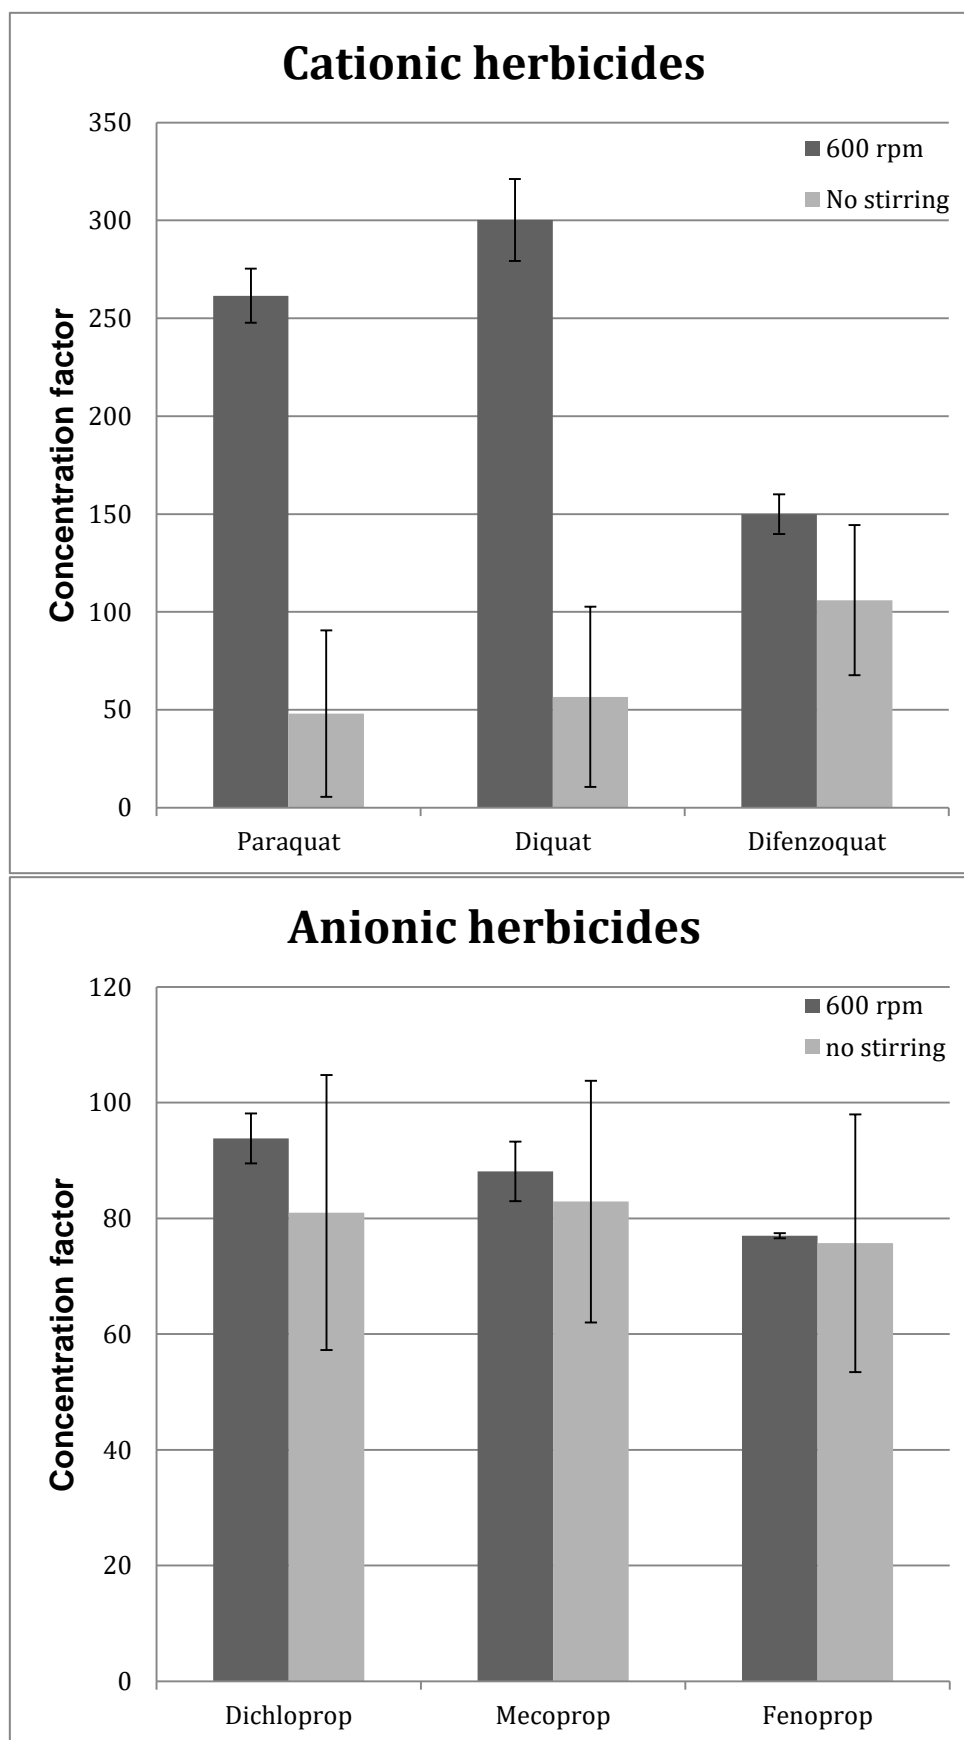 Cationic herbicides
350
300
250
200
150
100
50
0
Concentration factor
600 rpm
No stirring
Paraquat Diquat Difenzoquat
Anionic herbicides
120
100
80
60
40
20
0
Concentration factor
600 rpm
no stirring
Dichloprop Mecoprop Fenoprop